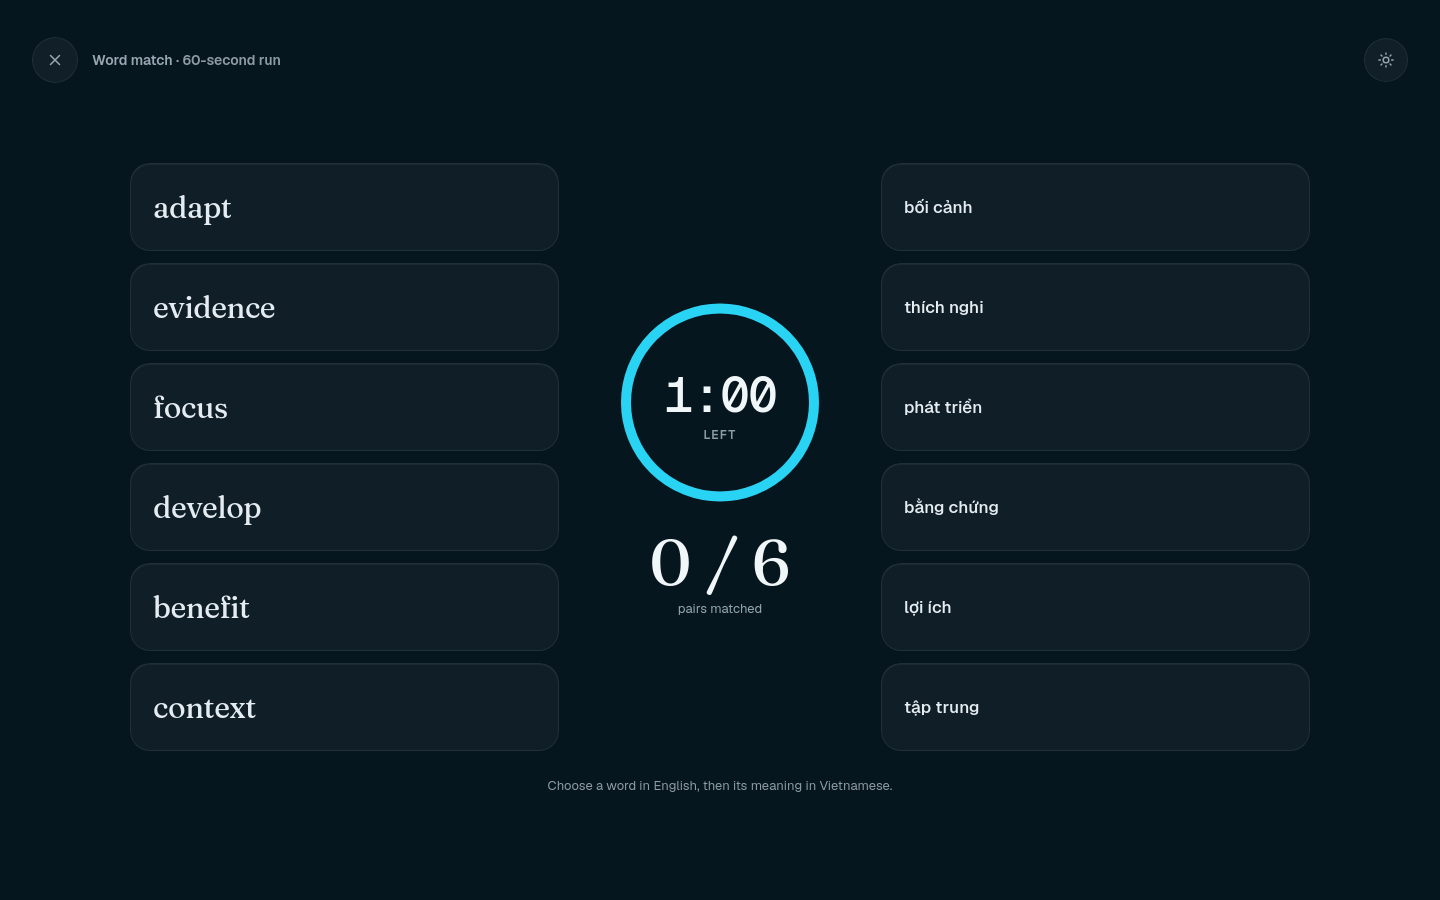 Word match · 60-second run
adapt
evidence
focus
develop
benefit
context
1:00
LEFT
0 / 6
pairs matched
bối cảnh
thích nghi
phát triển
bằng chứng
lợi ích
tập trung
Choose a word in English, then its meaning in Vietnamese.